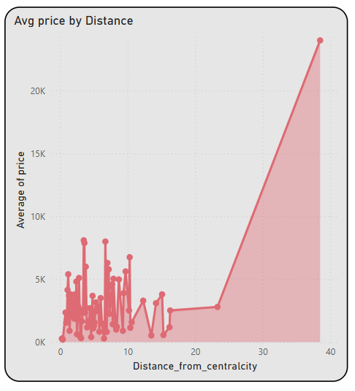 Avg price by Distance
20K
15K
10K
5K
0K
Average of price
0
10
20
30
40
Distance_from_centralcity